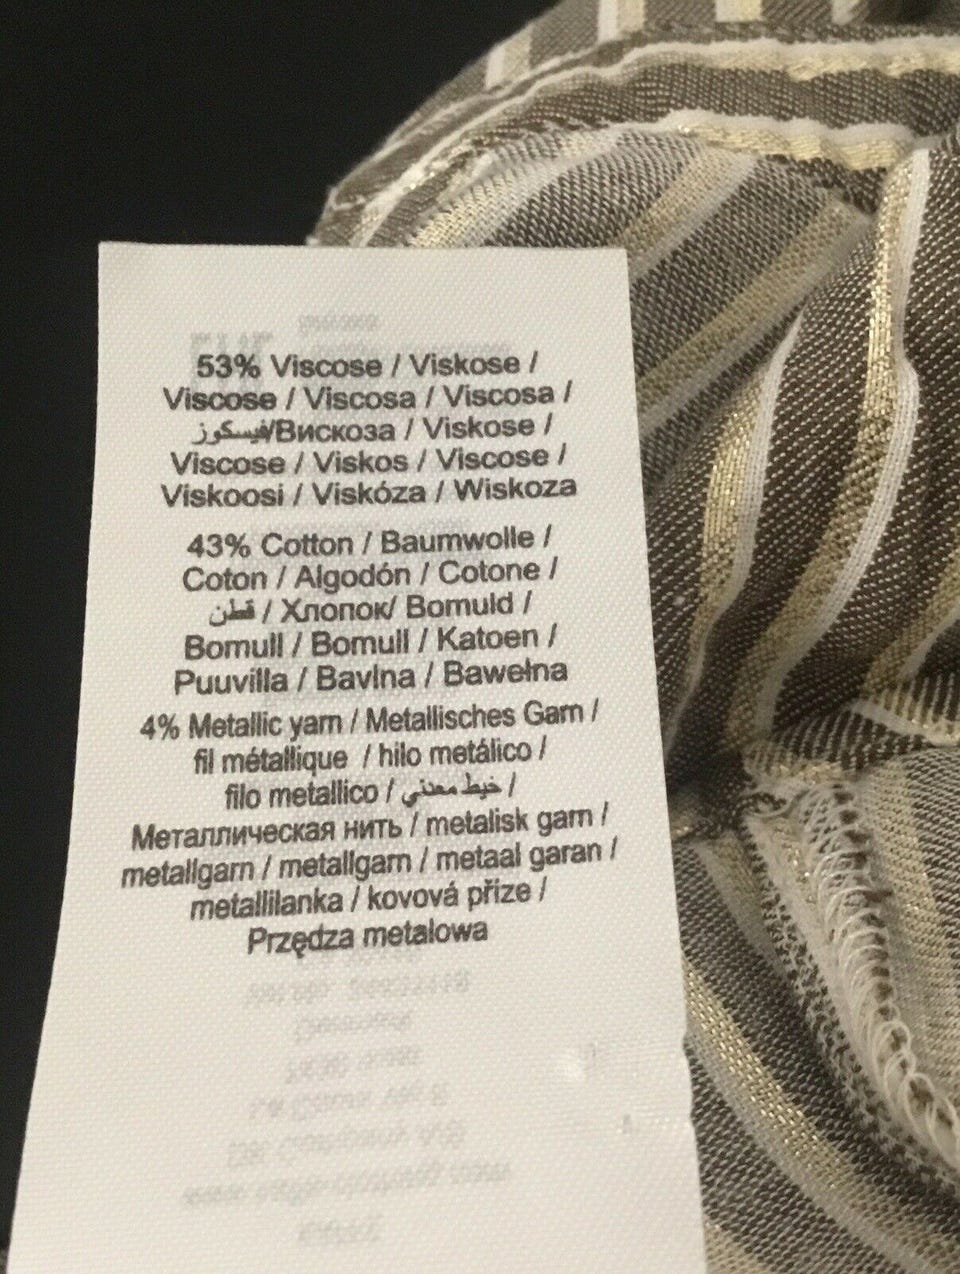 53% Viscose / Viskose /
Viscose / Viscosa / Viscosa /
فيسكوز/Вискоза / Viskose /
Viscose / Viskos / Viscose /
Viskoosi / Viskóza / Wiskoza
43% Cotton / Baumwolle /
Coton / Algodón / Cotone /
قطن / Хлопок/ Bomuld /
Bomull / Bomull / Katoen /
Puuvilla / Bavlna / Bawełna
4% Metallic yarn / Metallisches Garn /
fil métallique / hilo metálico /
filo metallico / خيط معدني /
Металлическая нить / metalisk garn /
metallgarn / metallgarn / metaal garan /
metallilanka / kovová příze /
Przędza metalowa